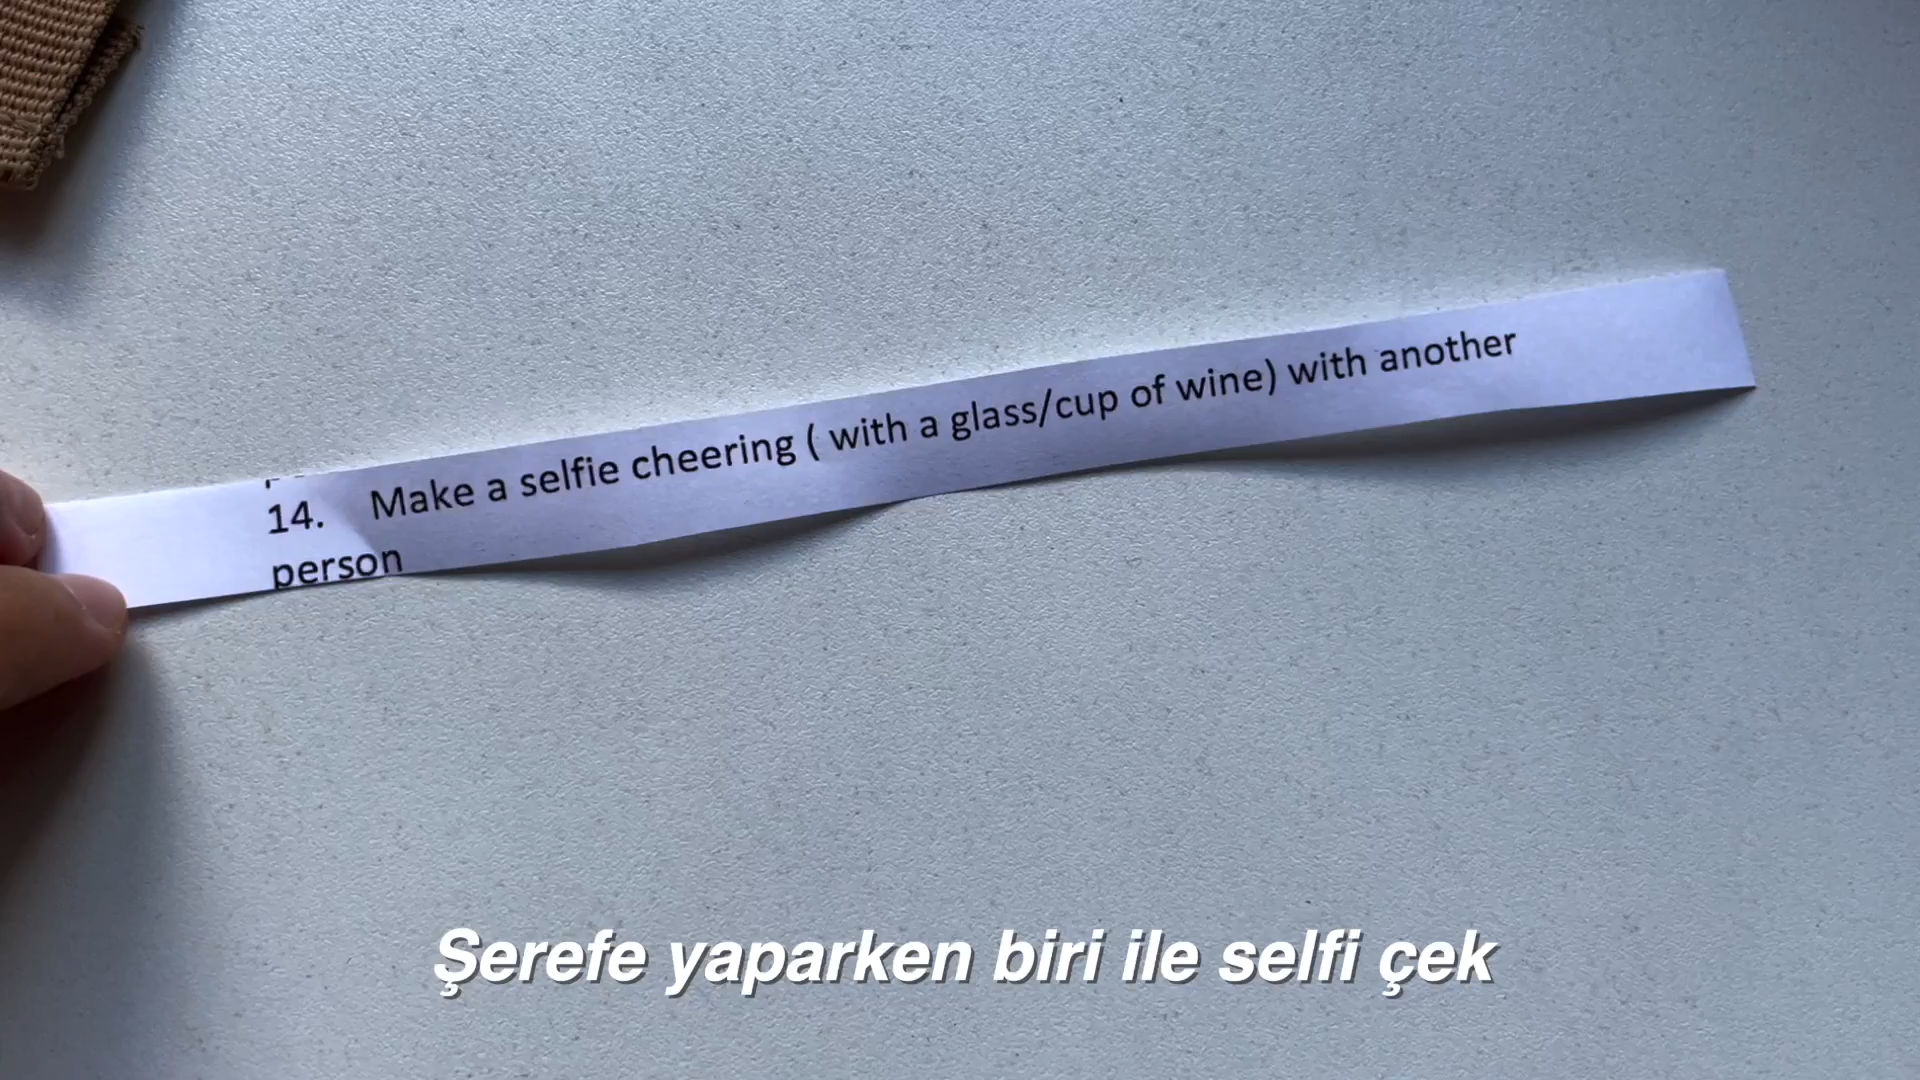 14. Make a selfie cheering ( with a glass/cup of wine) with another
person
Şerefe yaparken biri ile selfi çek